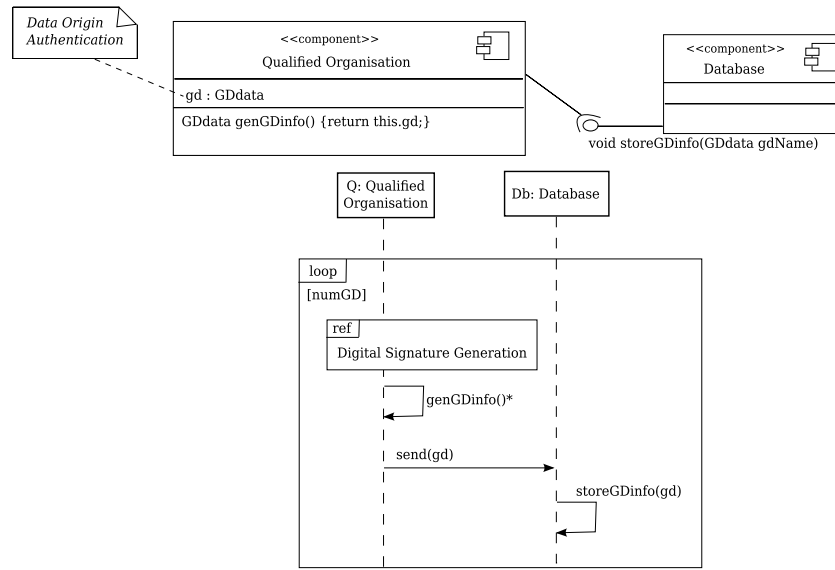 Data Origin
Authentication
<<component>>
Qualified Organisation
gd : GDdata
GDdata genGDinfo() {return this.gd;}
<<component>>
Database
void storeGDinfo(GDdata gdName)
Q: Qualified
Organisation
Db: Database
loop
[numGD]
ref
Digital Signature Generation
genGDinfo()*
send(gd)
storeGDinfo(gd)